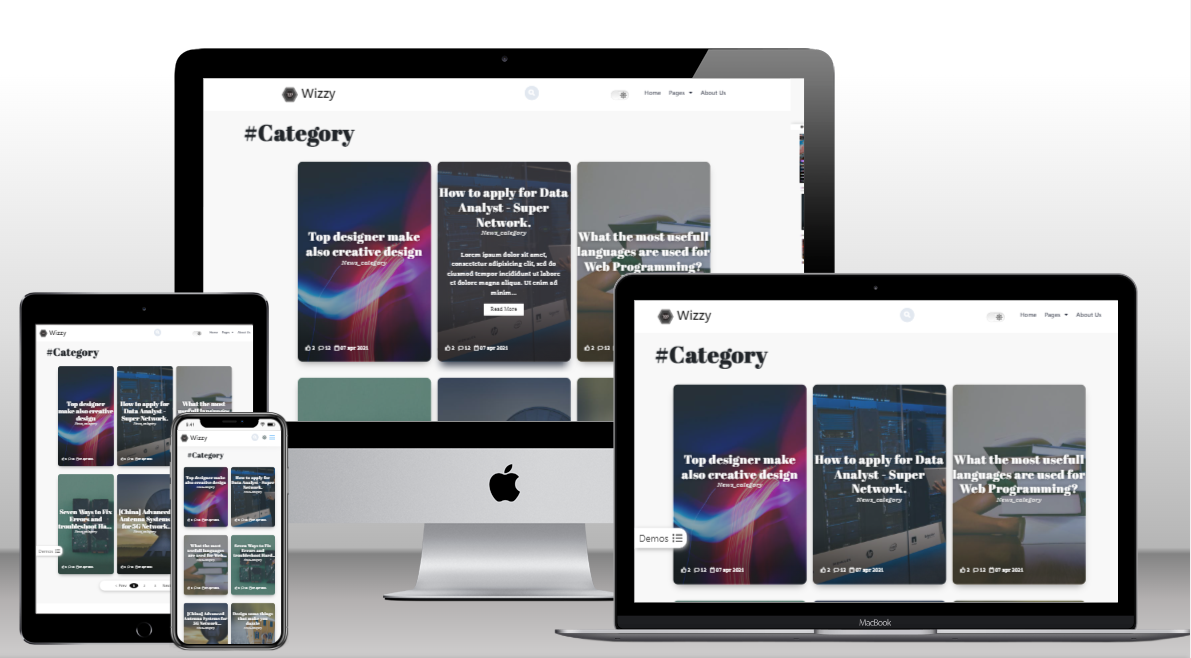 Wizzy
Home Pages About Us
#Category
Top designer make
also creative design
News_category
2 12 07 apr 2021
How to apply for Data
Analyst - Super
Network.
News_category
Lorem ipsum dolor sit amet,
consectetur adipisicing elit, sed do
eiusmod tempor incididunt ut labore
et dolore magna aliqua. Ut enim ad
minim...
Read More
2 12 07 apr 2021
What the most usefull
languages are used for
Web Programming?
2 12
Wizzy
Home Pages About Us
#Category
Top designer
make also creative
design
How to apply for
Data Analyst -
Super Network.
What the most
usefull languages
Seven Ways to Fix
Errors and
troubleshoot Ha...
[China] Advanced
Antenna Systems
for 5G Network...
Demos
Wizzy
#Category
Top designer make
also creative design
How to apply for
Data Analyst - Super
Network.
What the most
usefull languages
are used for Web...
Seven Ways to Fix
Errors and
troubleshoot Hard...
[China] Advanced
Antenna Systems for
5G Network...
Design some things
that make you
Wizzy
Home Pages About Us
#Category
Top designer make
also creative design
News_category
2 12 07 apr 2021
How to apply for Data
Analyst - Super
Network.
News_category
2 12 07 apr 2021
What the most usefull
languages are used for
Web Programming?
News_category
2 12 07 apr 2021
Demos
MacBook